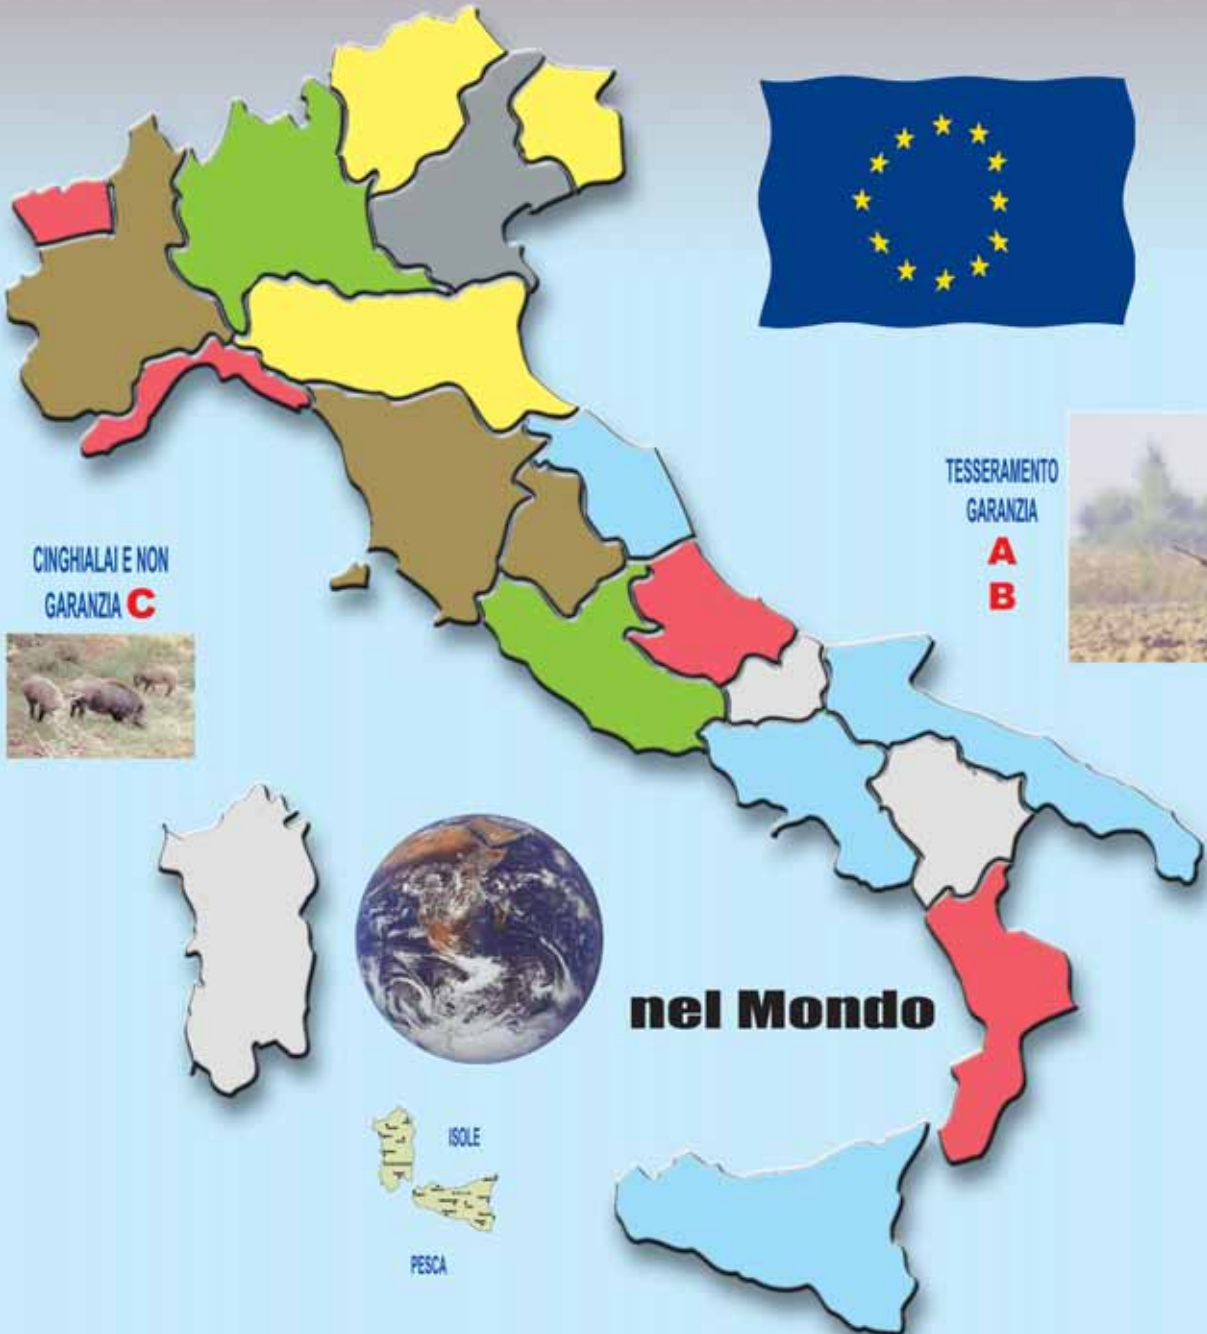 TESSERAMENTO
GARANZIA
A
B
CINGHIALAI E NON
GARANZIA C
nel Mondo
ISOLE
PESCA